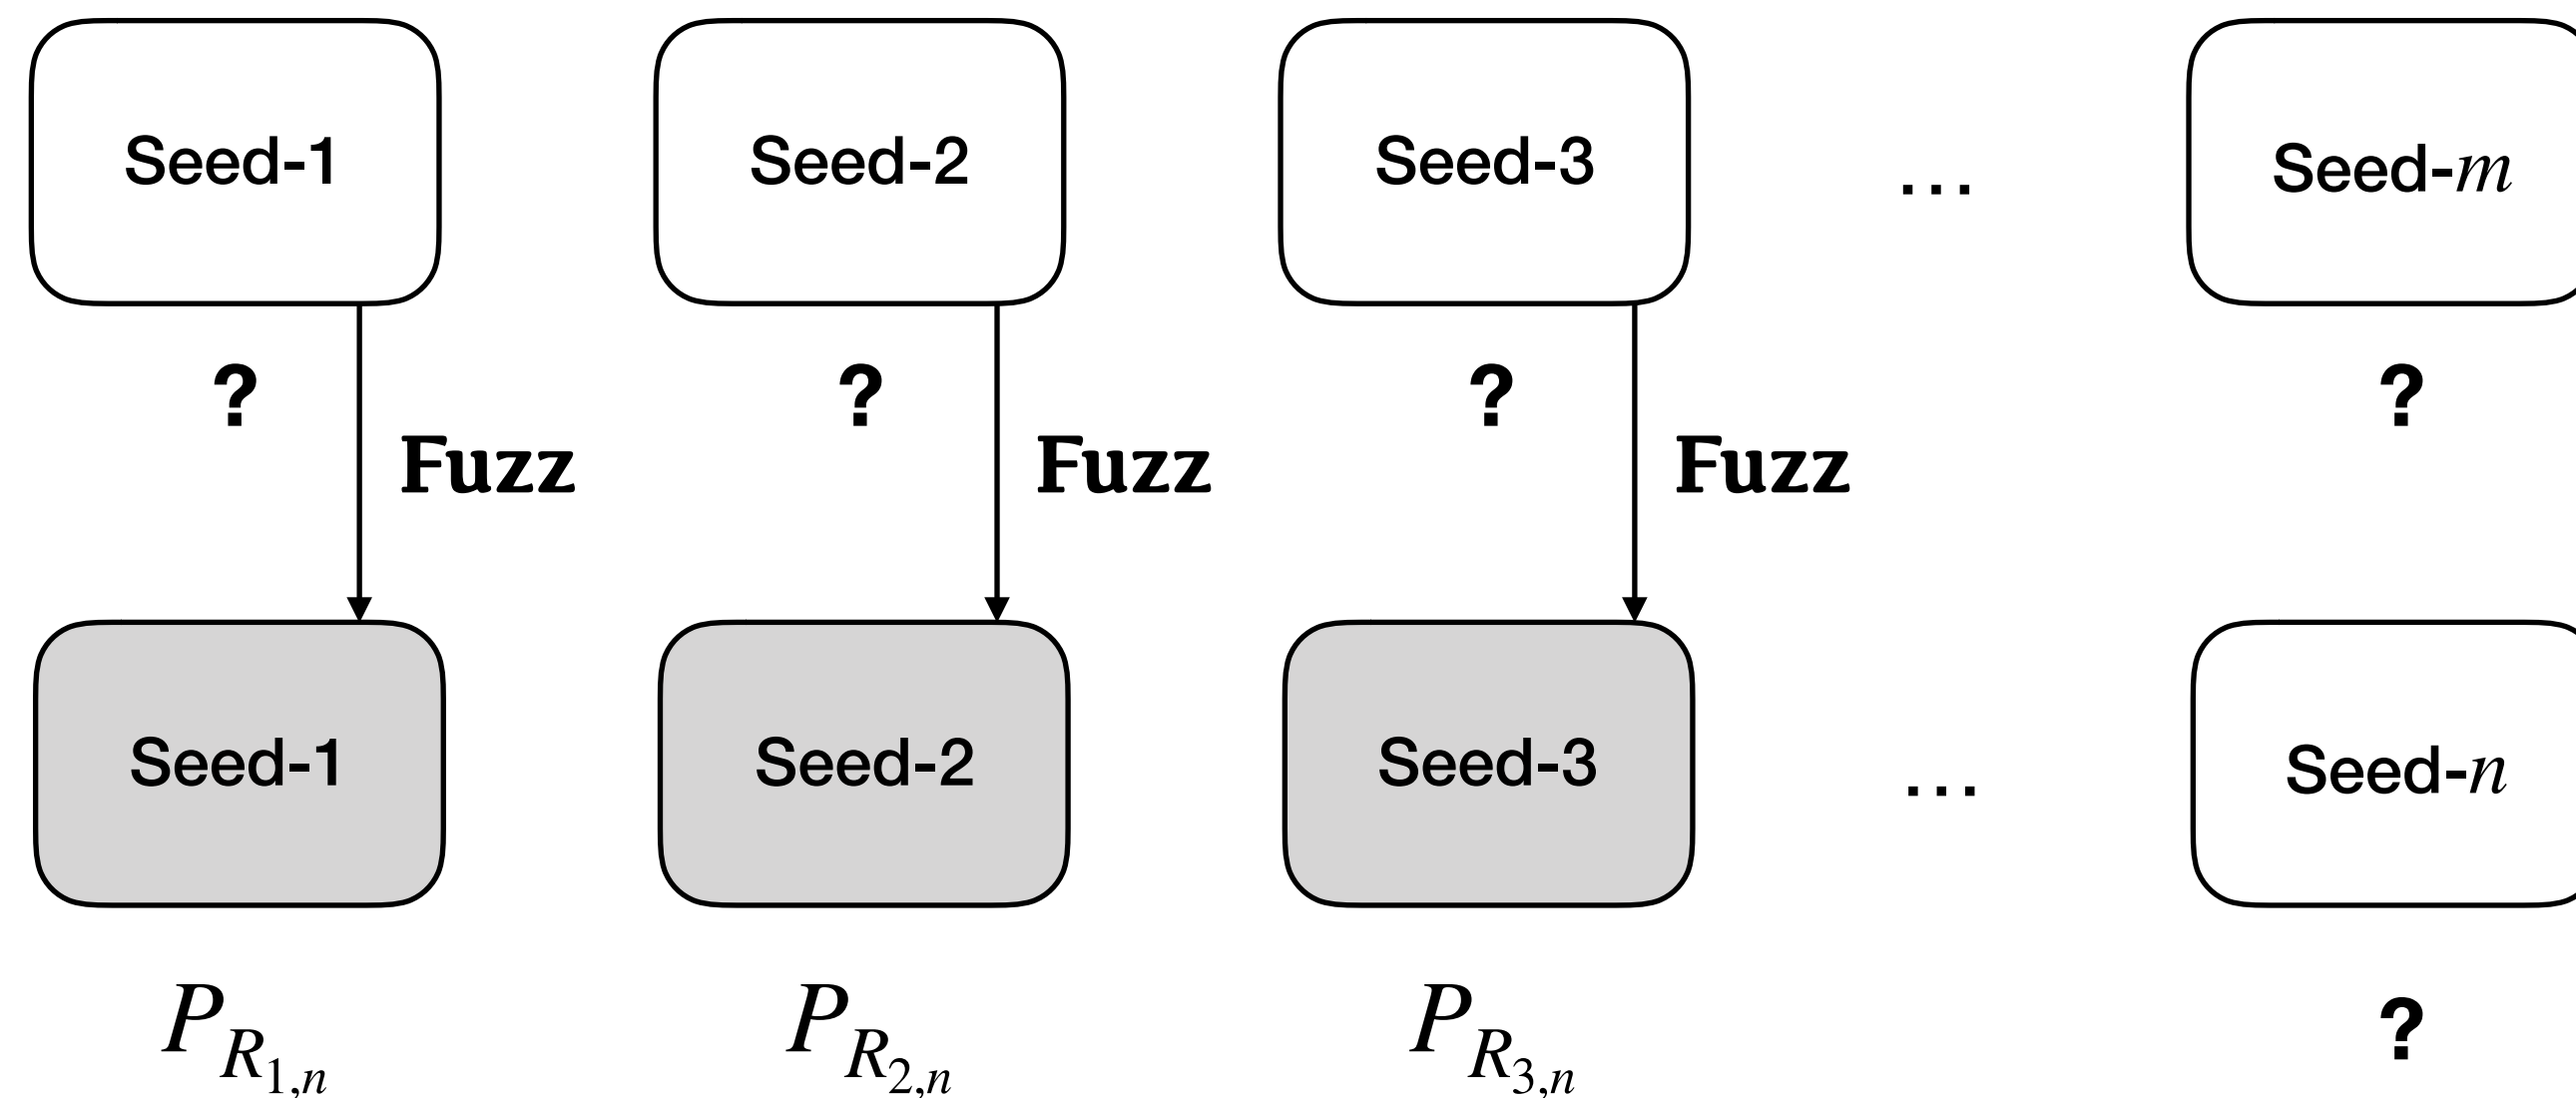 Seed-1 Seed-2 Seed-3 ... Seed-m
? ? ? ?
Fuzz Fuzz Fuzz
Seed-1 Seed-2 Seed-3 ... Seed-n
P_{R_{1,n}} P_{R_{2,n}} P_{R_{3,n}} ?